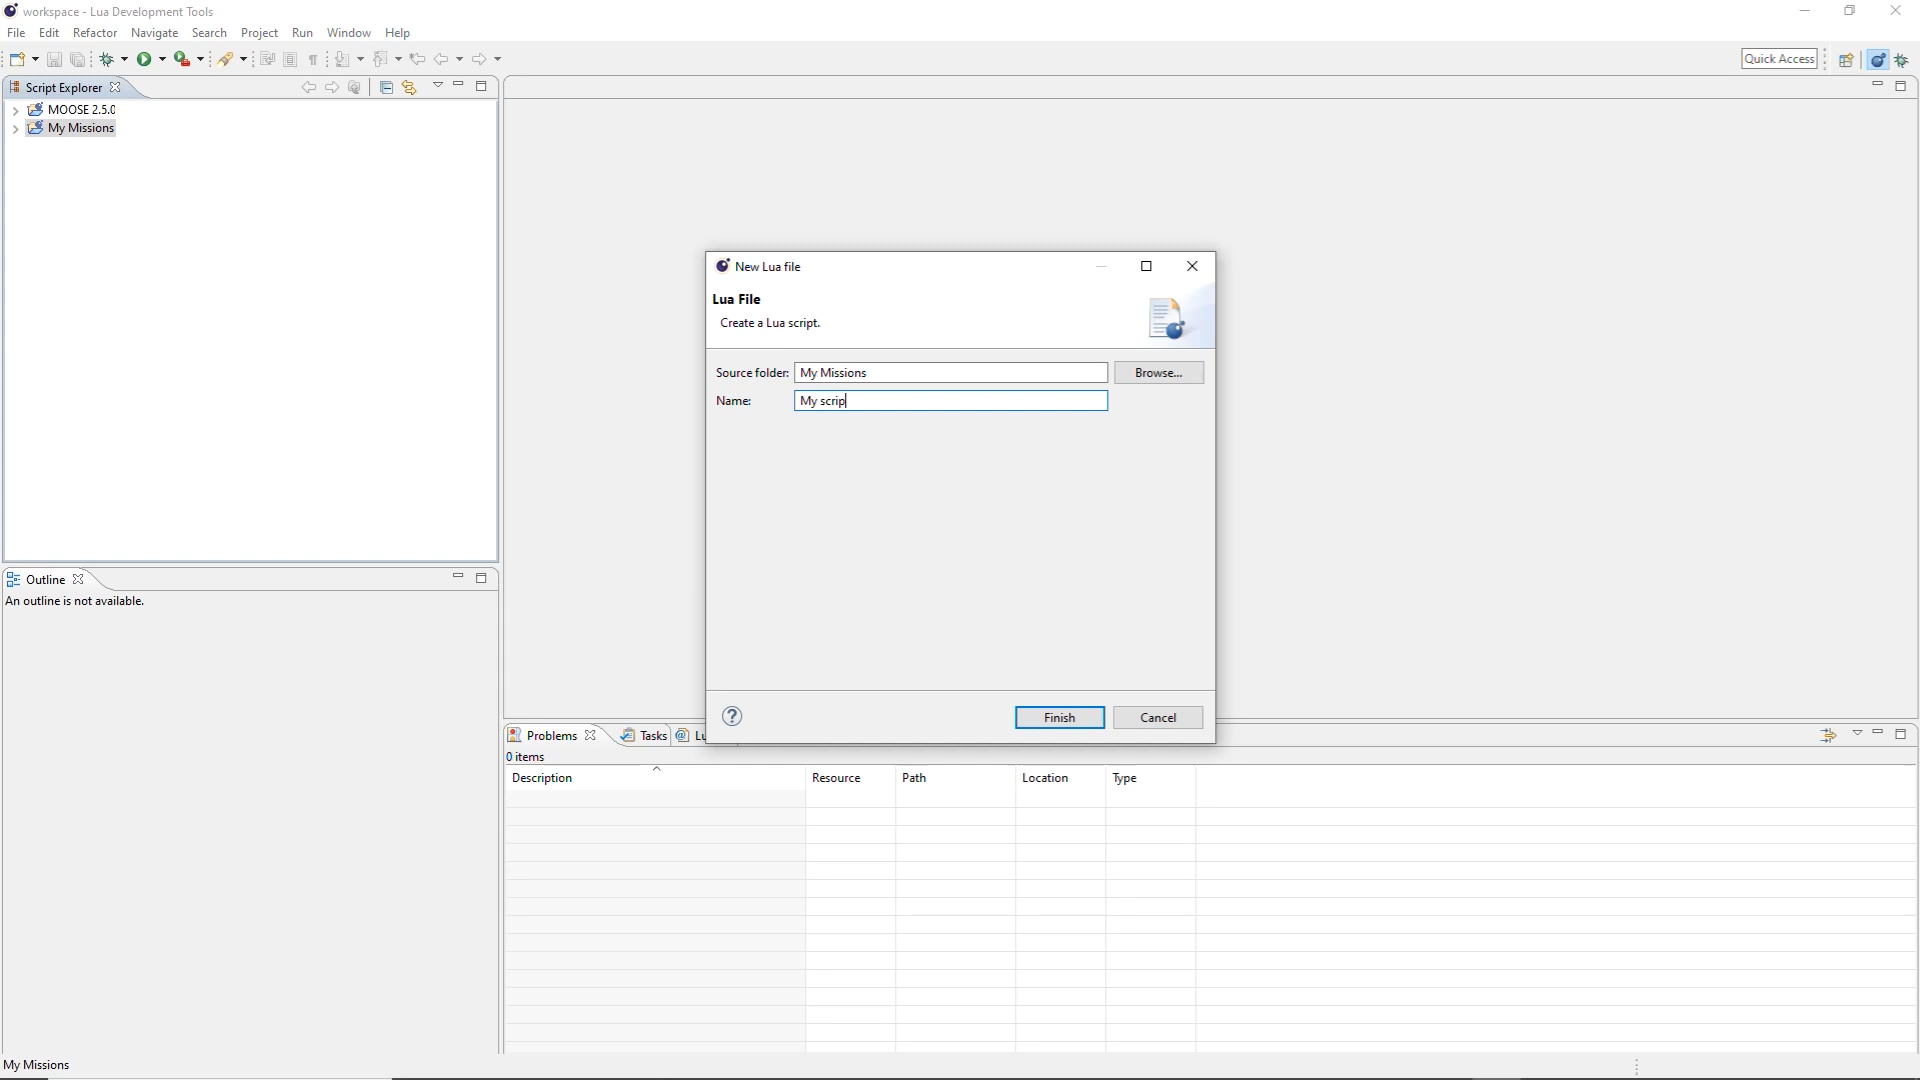 workspace - Lua Development Tools
File Edit Refactor Navigate Search Project Run Window Help
Quick Access
Script Explorer
MOOSE 2.5.0
My Missions
New Lua file
Lua File
Create a Lua script.
Source folder: My Missions Browse...
Name: My scrip
Finish Cancel
Outline
An outline is not available.
Problems Tasks Lu
0 items
Description Resource Path Location Type
My Missions